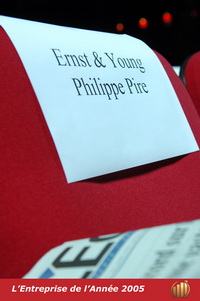 Ernst & Young
Philippe Pire
L'Entreprise de l'Année 2005